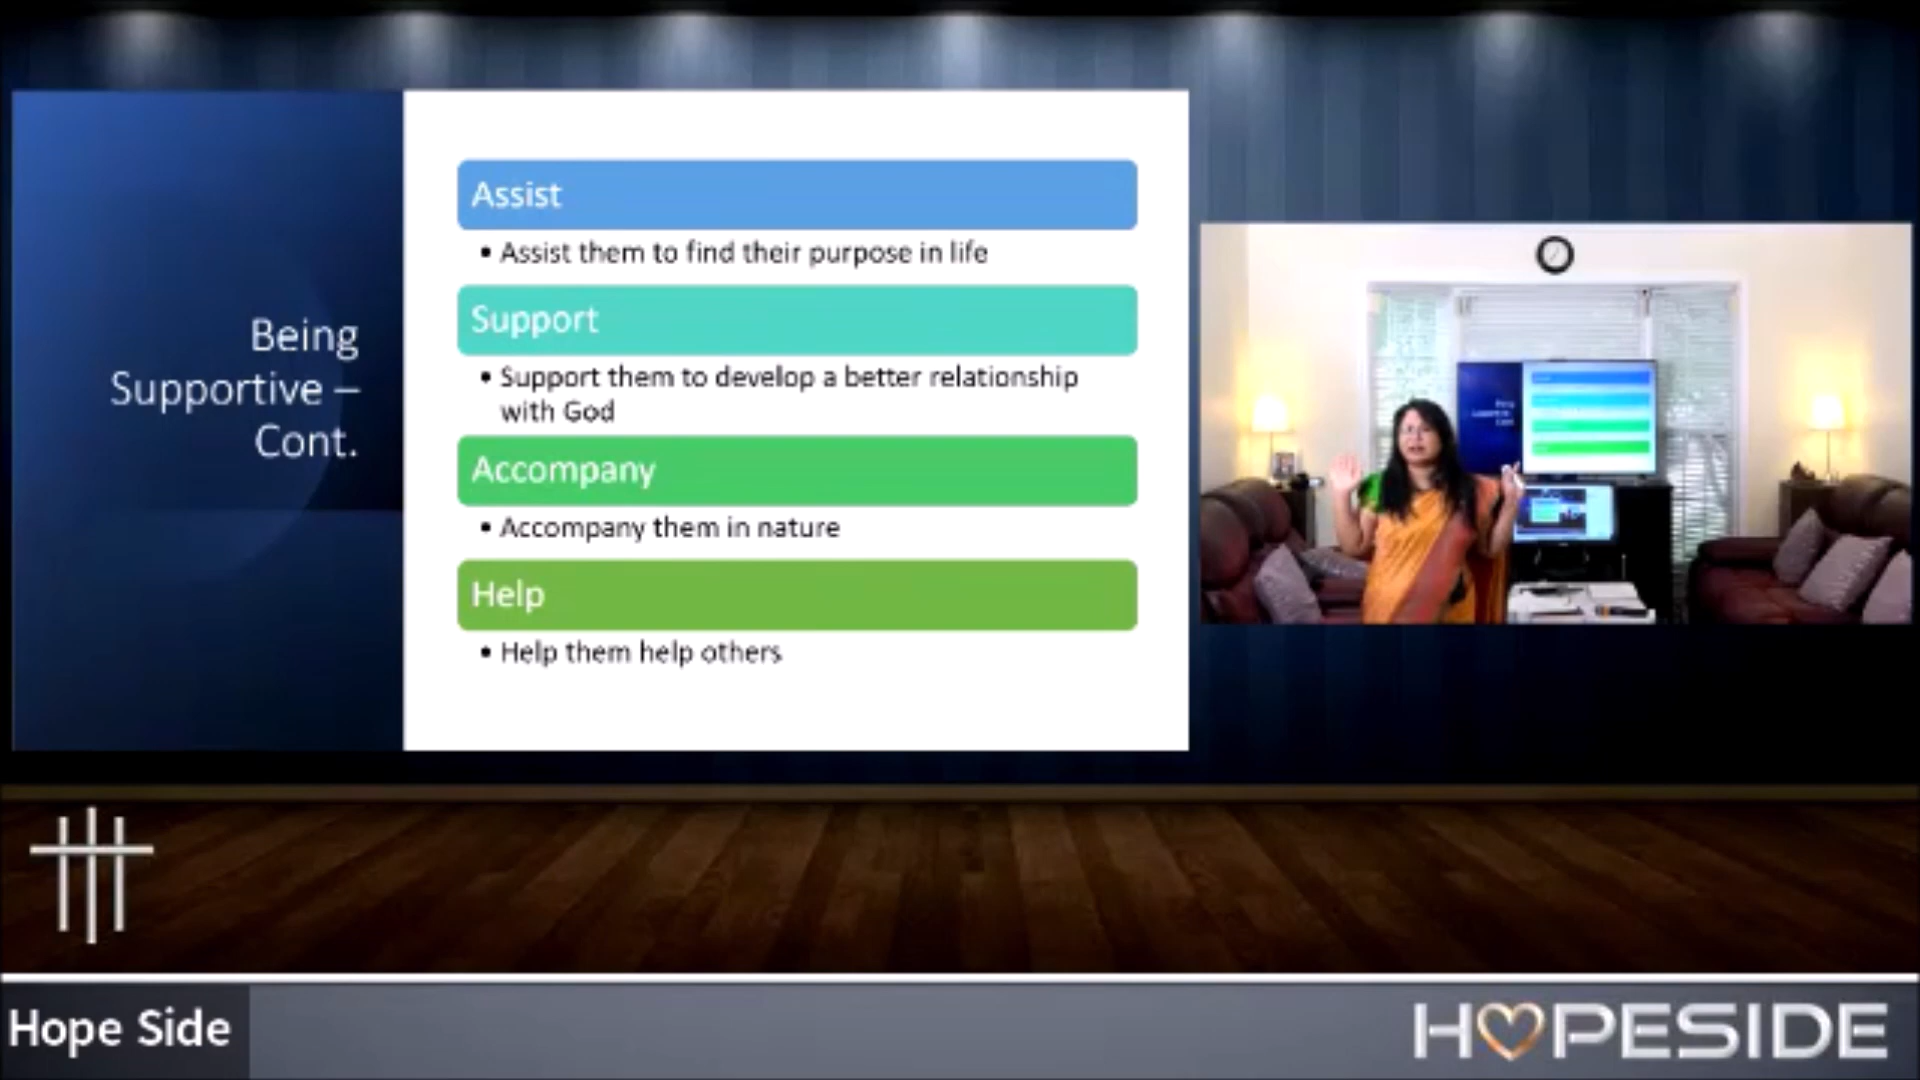 Being
Supportive –
Cont.
Assist
• Assist them to find their purpose in life
Support
• Support them to develop a better relationship
with God
Accompany
• Accompany them in nature
Help
• Help them help others
Hope Side
HOPESIDE